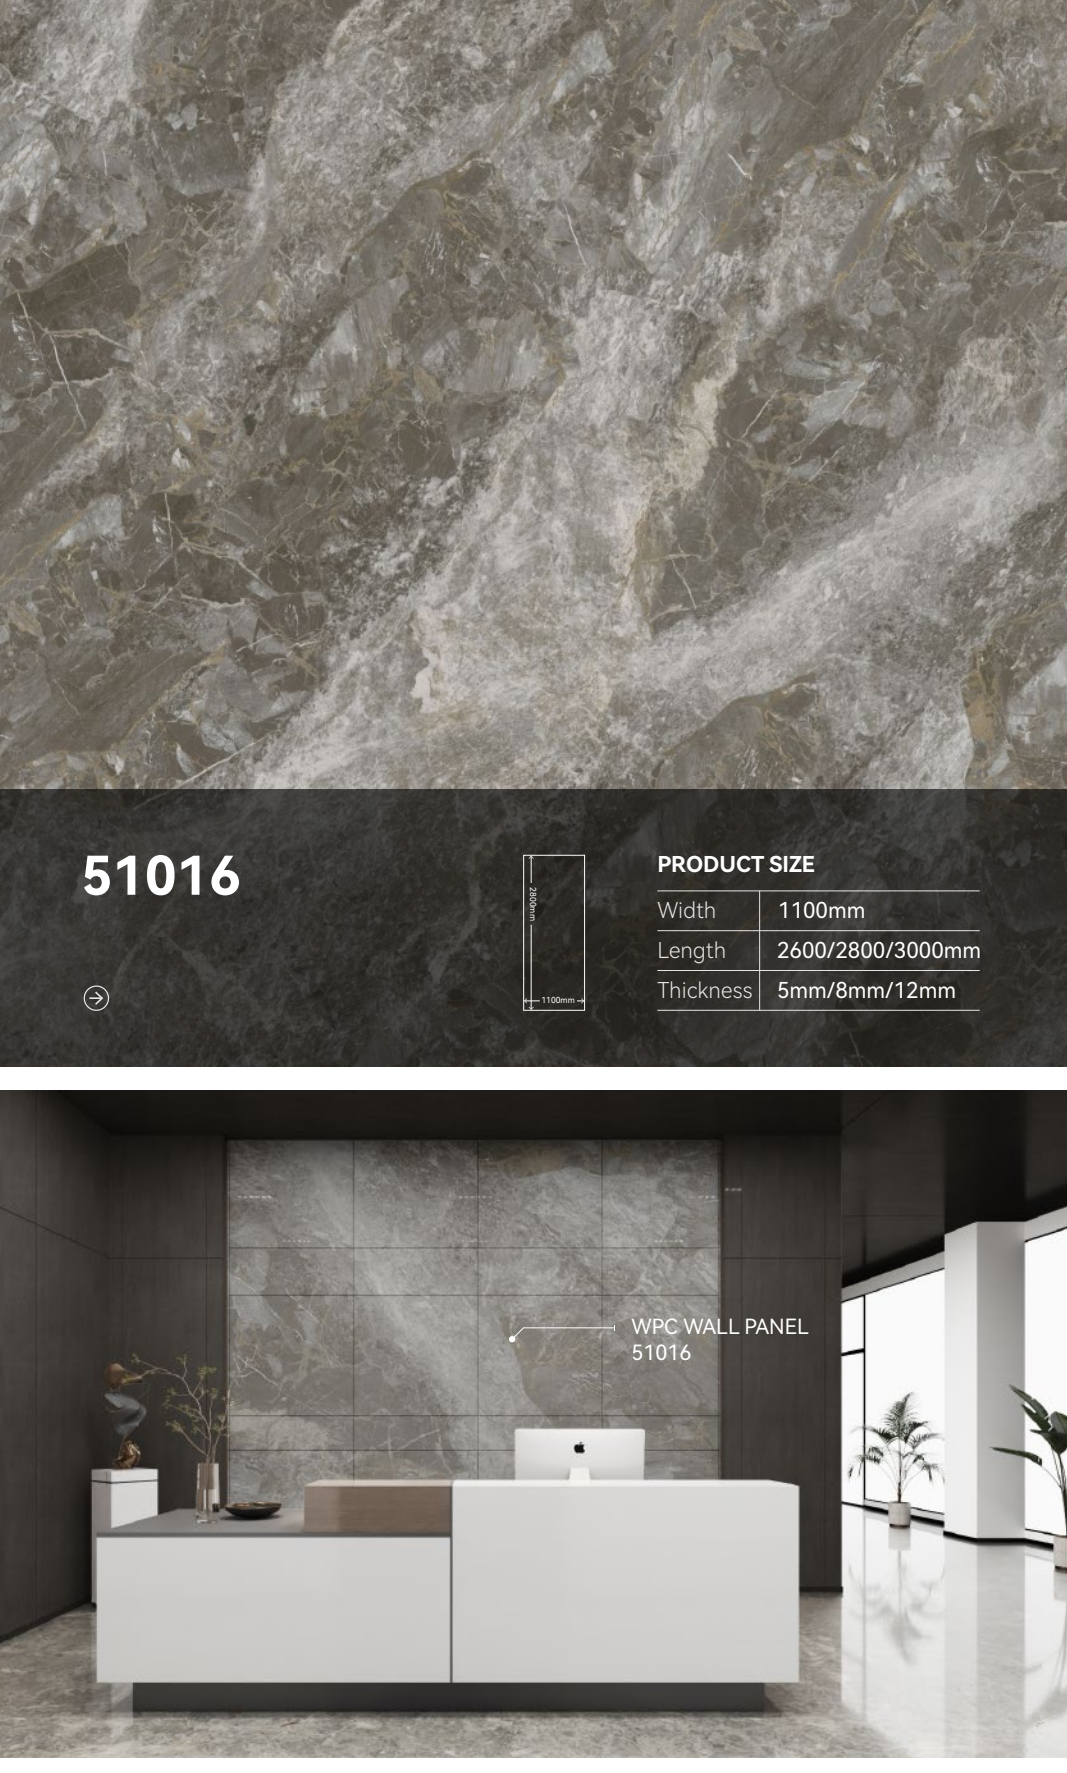 51016
2800mm
1100mm
PRODUCT SIZE
Width 1100mm
Length 2600/2800/3000mm
Thickness 5mm/8mm/12mm
WPC WALL PANEL
51016